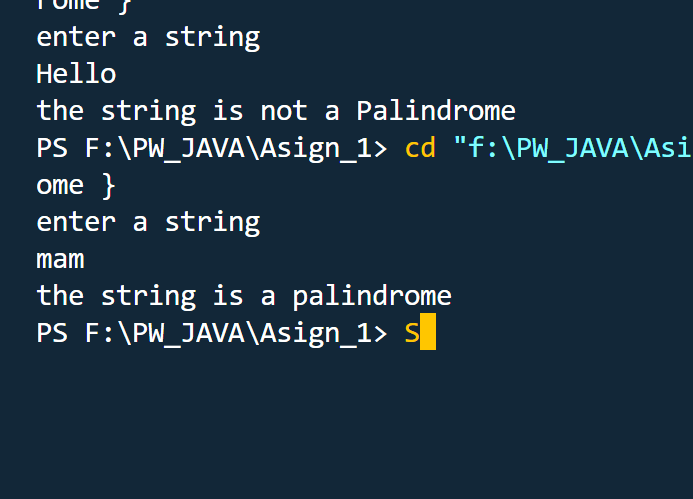 rome }
enter a string
Hello
the string is not a Palindrome
PS F:\PW_JAVA\Asign_1> cd "f:\PW_JAVA\Asi
ome }
enter a string
mam
the string is a palindrome
PS F:\PW_JAVA\Asign_1> S